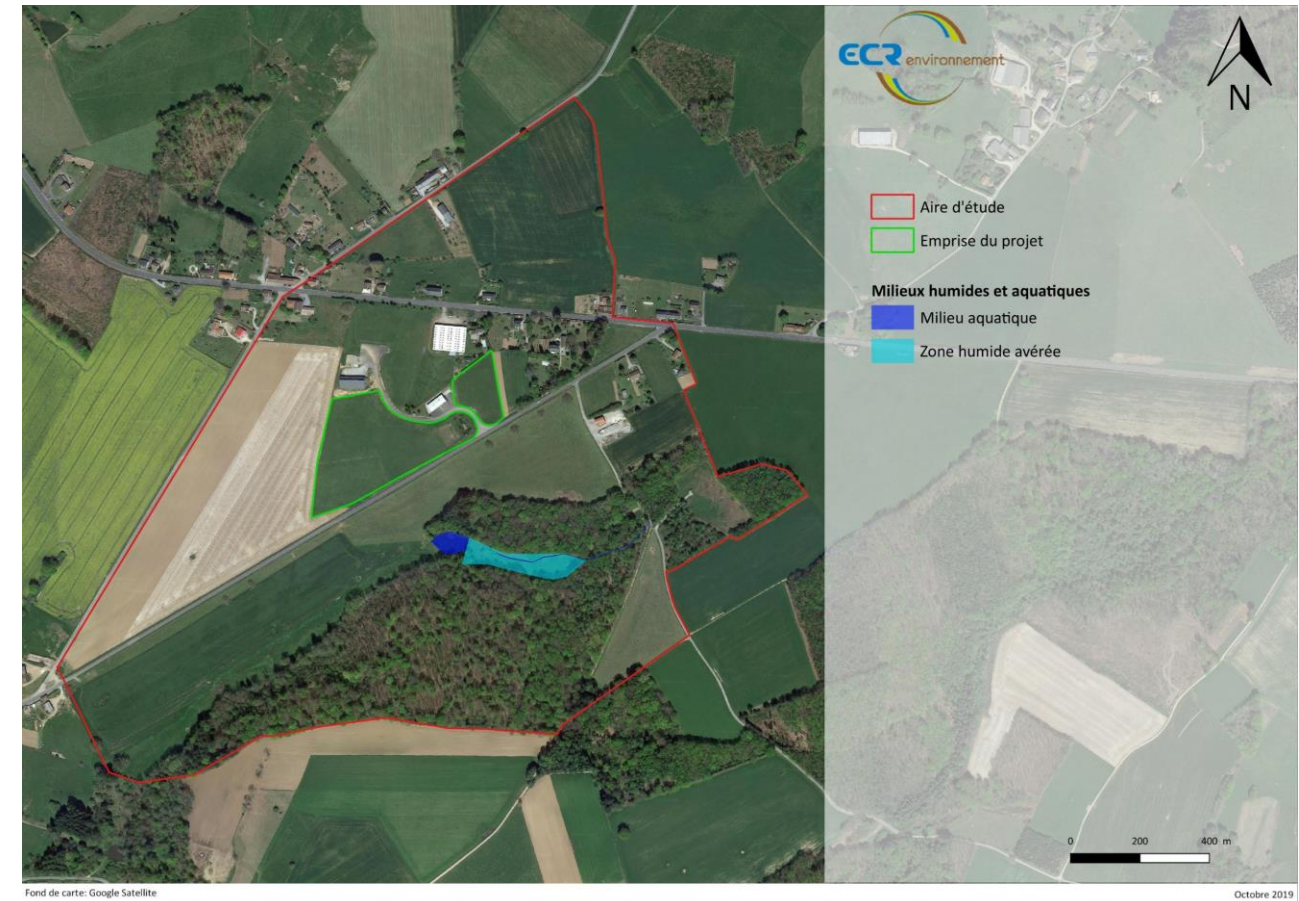 ECR environnement
N
Aire d'étude
Emprise du projet
Milieux humides et aquatiques
Milieu aquatique
Zone humide avérée
0 200 400 m
Fond de carte: Google Satellite
Octobre 2019